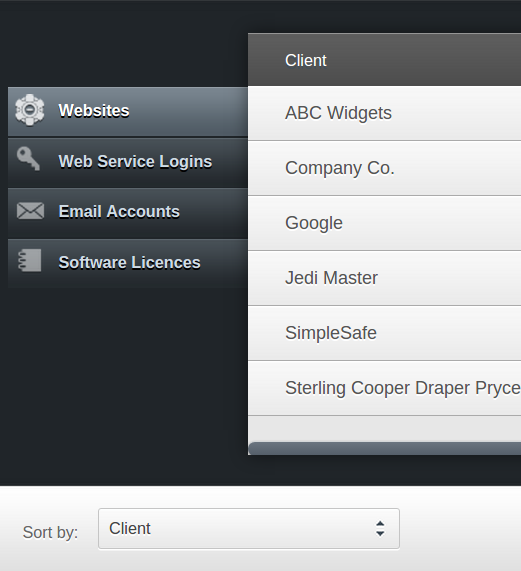 Client
Websites
ABC Widgets
Web Service Logins
Company Co.
Email Accounts
Google
Software Licences
Jedi Master
SimpleSafe
Sterling Cooper Draper Pryce
Sort by:
Client